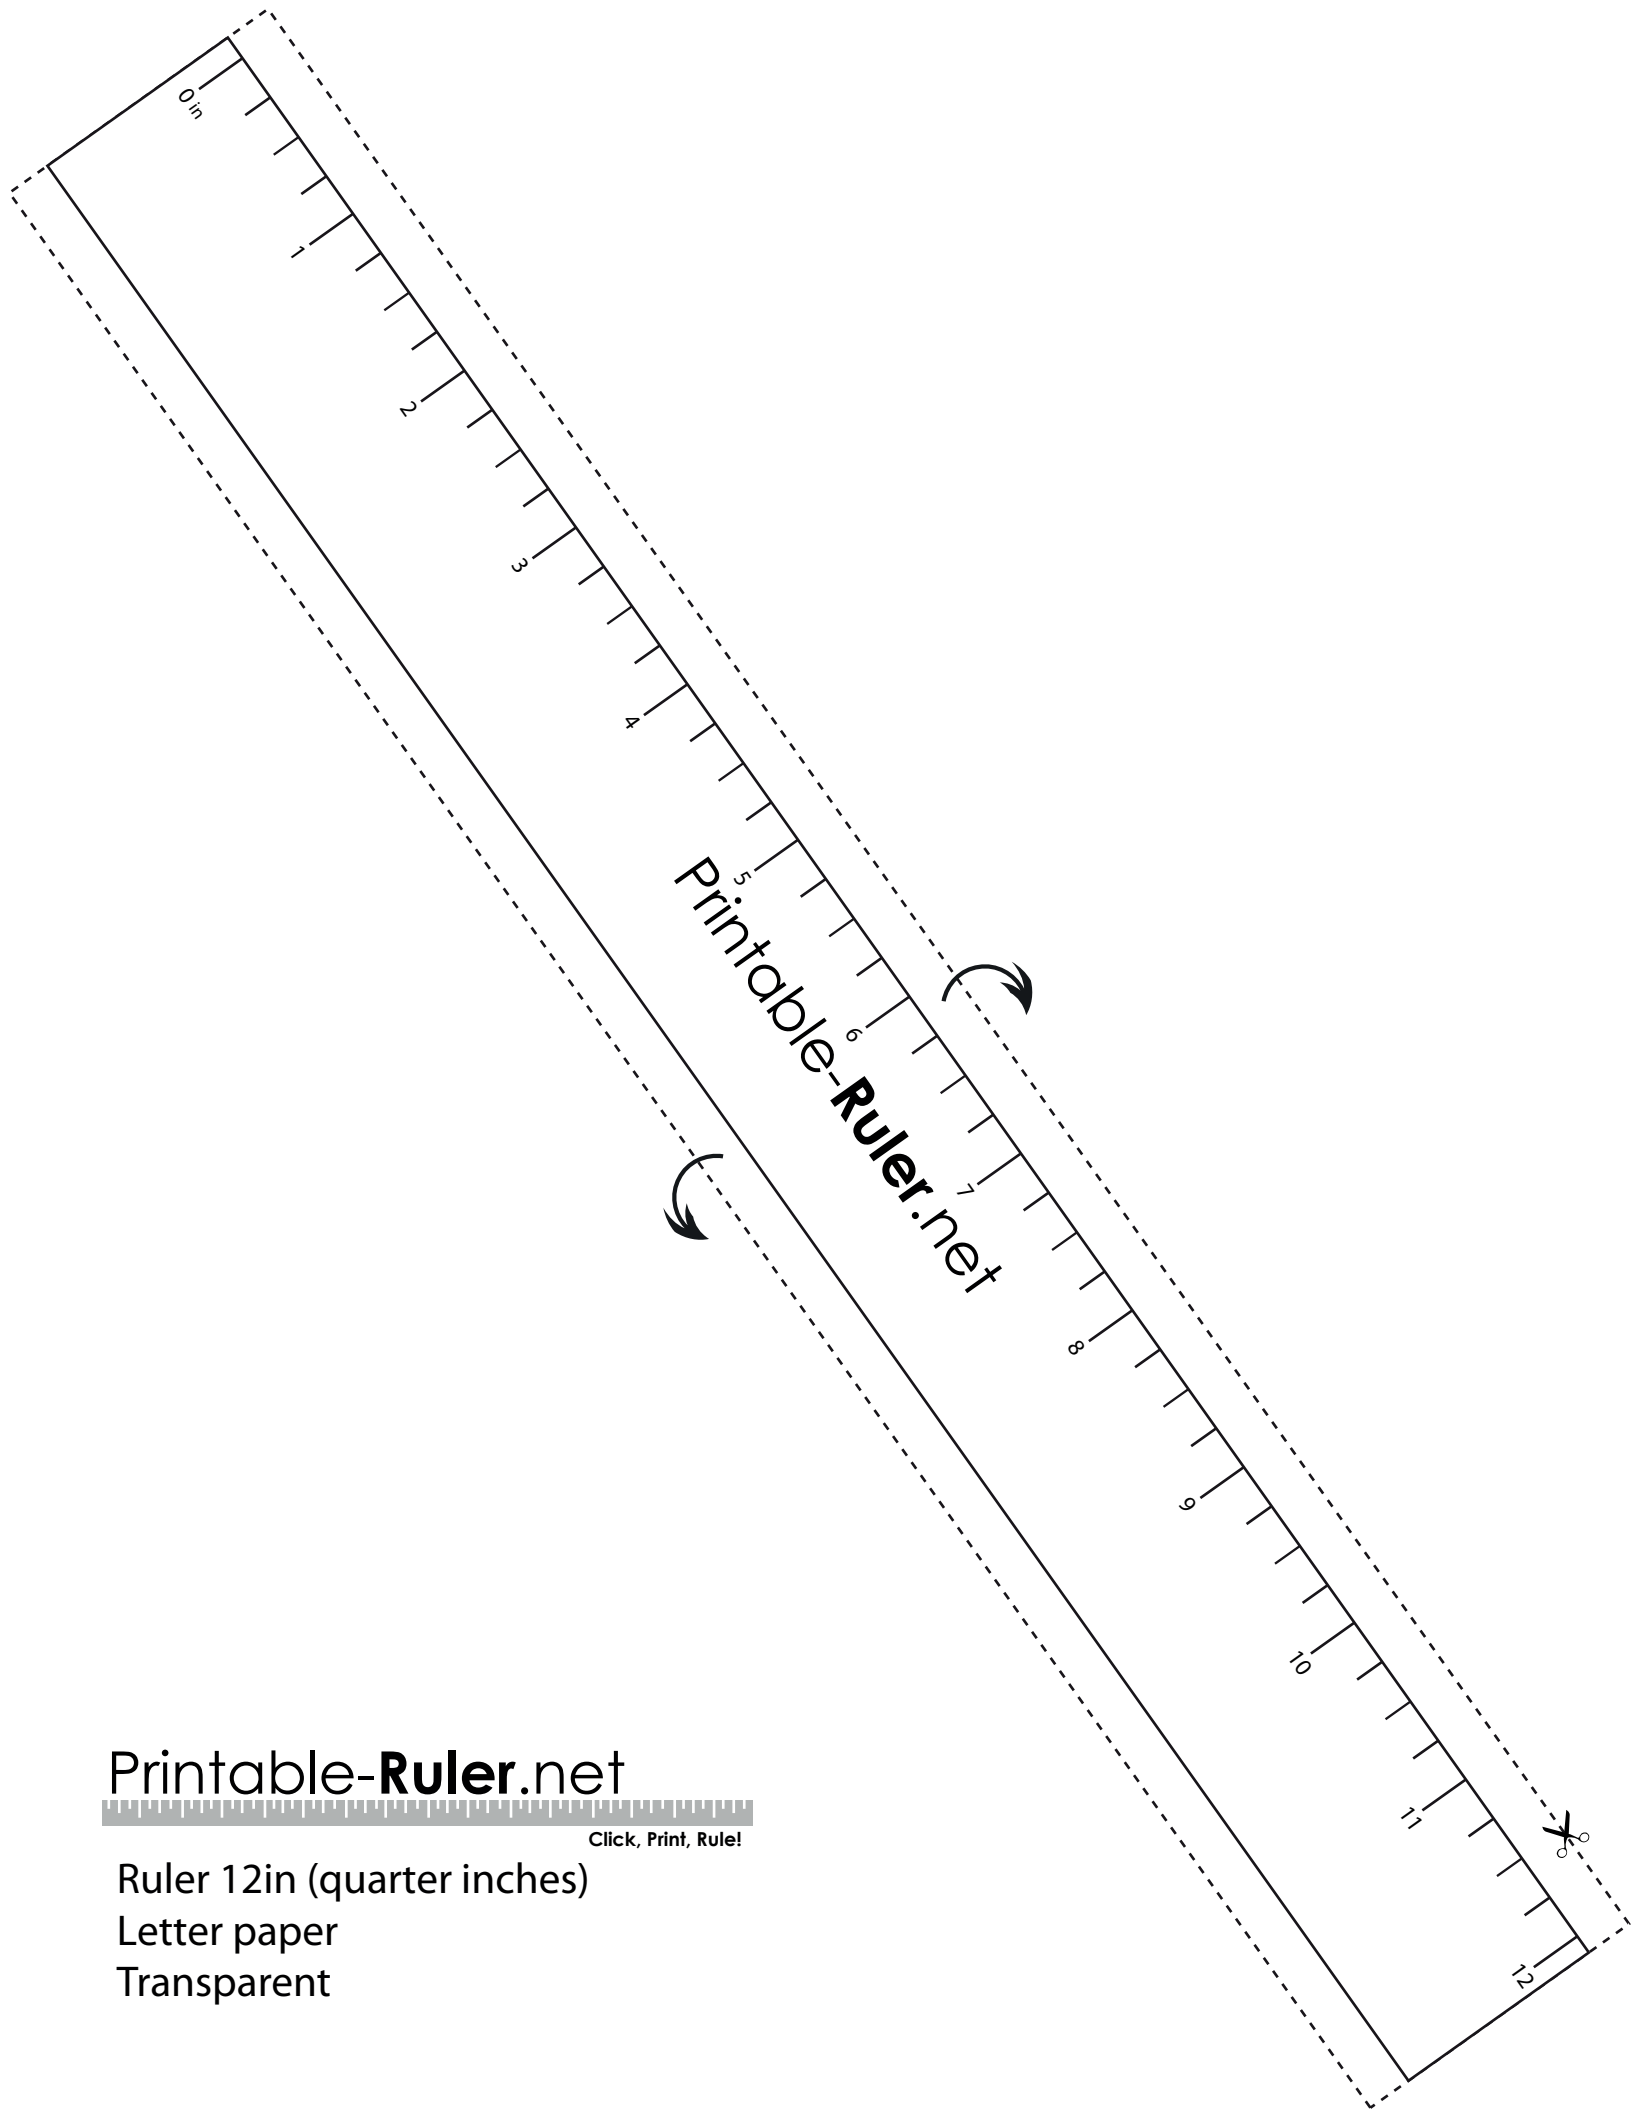 0 in
1
2
3
4
5
6
7
8
9
10
11
12
Printable-Ruler.net
Printable-Ruler.net
Click, Print, Rule!
Ruler 12in (quarter inches)
Letter paper
Transparent